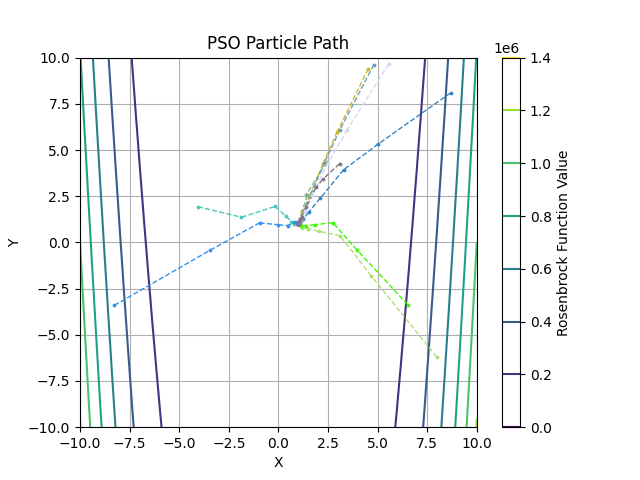 PSO Particle Path
1e6
10.0
7.5
5.0
2.5
0.0
−2.5
−5.0
−7.5
−10.0
Y
−10.0 −7.5 −5.0 −2.5 0.0 2.5 5.0 7.5 10.0
X
1.4
1.2
1.0
0.8
0.6
0.4
0.2
0.0
Rosenbrock Function Value